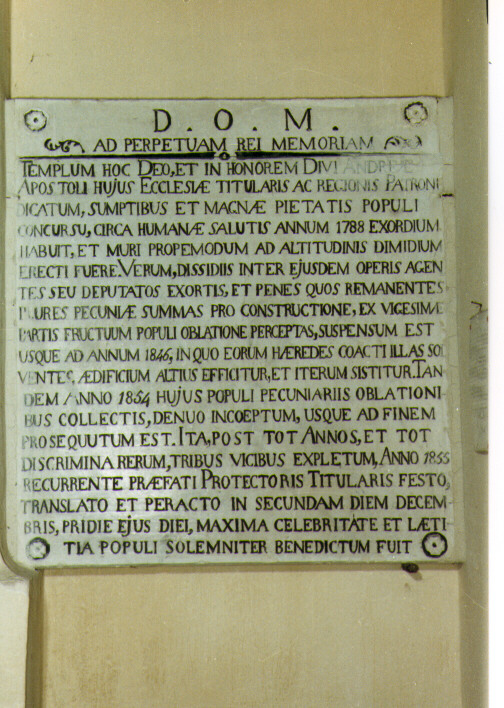 D. O. M.
AD PERPETUAM REI MEMORIAM
TEMPLUM HOC DEO, ET IN HONOREM DIVI ANDREÆ
APOSTOLI HUJUS ECCLESIÆ TITULARIS AC REGIONIS PATRONI
DICATUM, SUMPTIBUS ET MAGNÆ PIETATIS POPULI
CONCURSU, CIRCA HUMANÆ SALUTIS ANNUM 1788 EXORDIUM
HABUIT, ET MURI PROPEMODUM AD ALTITUDINIS DIMIDIUM
ERECTI FUERE. VERUM, DISSIDIIS INTER EJUSDEM OPERIS AGEN
TES SEU DEPUTATOS EXORTIS, ET PENES QUOS REMANENTES
PLURES PECUNIÆ SUMMAS PRO CONSTRUCTIONE, EX VIGESIMÆ
PARTIS FRUCTUUM POPULI OBLATIONE PERCEPTAS, SUSPENSUM EST
USQUE AD ANNUM 1846, IN QUO EORUM HÆREDES COACTI ILLAS SOL
VENTES, ÆDIFICIUM ALTIUS EFFICITUR, ET ITERUM SISTITUR. TAN
DEM ANNO 1854 HUJUS POPULI PECUNIARIIS OBLATIONI-
BUS COLLECTIS, DENUO INCOEPTUM, USQUE AD FINEM
PROSEQUUTUM EST. ITA, POST TOT ANNOS, ET TOT
DISCRIMINA RERUM, TRIBUS VICIBUS EXPLETUM, ANNO 1855
RECURRENTE PRÆFATI PROTECTORIS TITULARIS FESTO,
TRANSLATO ET PERACTO IN SECUNDAM DIEM DECEM-
BRIS, PRIDIE EJUS DIEI, MAXIMA CELEBRITATE ET LÆTI-
TIA POPULI SOLEMNITER BENEDICTUM FUIT